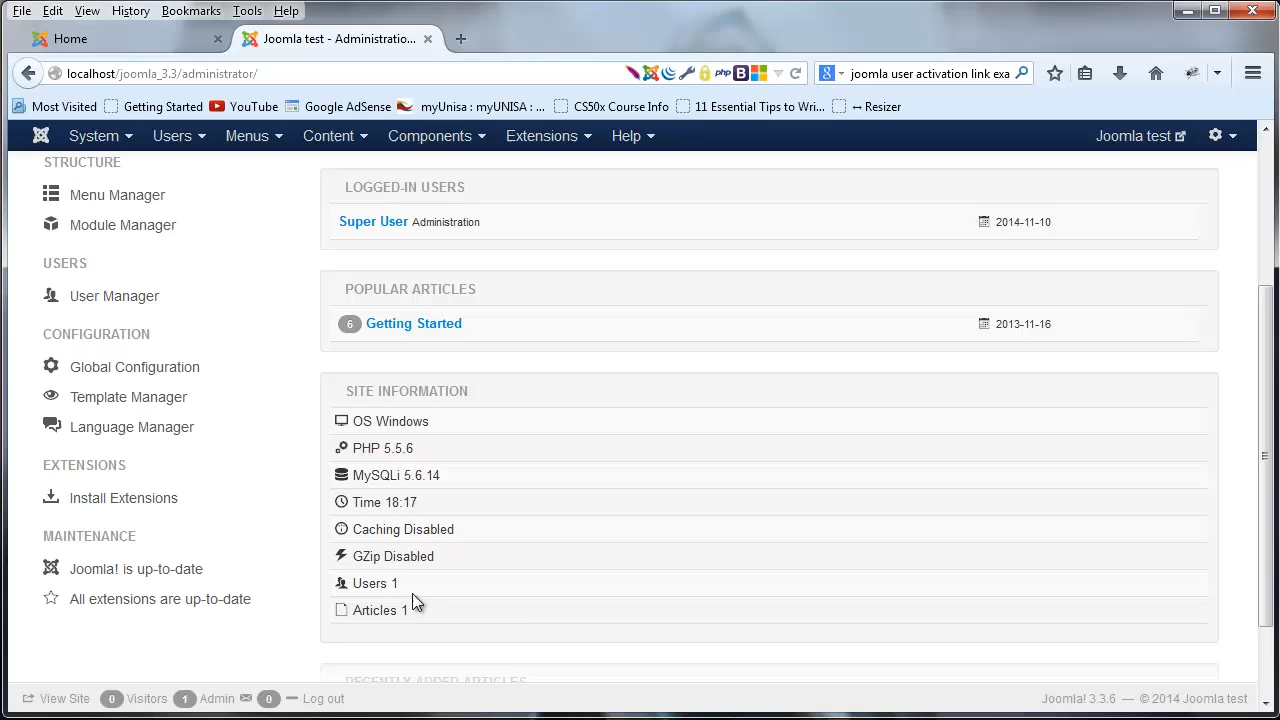 File Edit View History Bookmarks Tools Help
Home × Joomla test - Administratio... × +
localhost/joomla_3.3/administrator/ php B joomla user activation link exa
Most Visited Getting Started YouTube Google AdSense myUnisa : myUNISA : ... CS50x Course Info 11 Essential Tips to Wri... ↔ Resizer
System Users Menus Content Components Extensions Help Joomla test
STRUCTURE
Menu Manager
Module Manager
USERS
User Manager
CONFIGURATION
Global Configuration
Template Manager
Language Manager
EXTENSIONS
Install Extensions
MAINTENANCE
Joomla! is up-to-date
All extensions are up-to-date
LOGGED-IN USERS
Super User Administration 2014-11-10
POPULAR ARTICLES
6 Getting Started 2013-11-16
SITE INFORMATION
OS Windows
PHP 5.5.6
MySQLi 5.6.14
Time 18:17
Caching Disabled
GZip Disabled
Users 1
Articles 1
RECENTLY ADDED ARTICLES
View Site 0 Visitors 1 Admin 0 Log out Joomla! 3.3.6 — © 2014 Joomla test